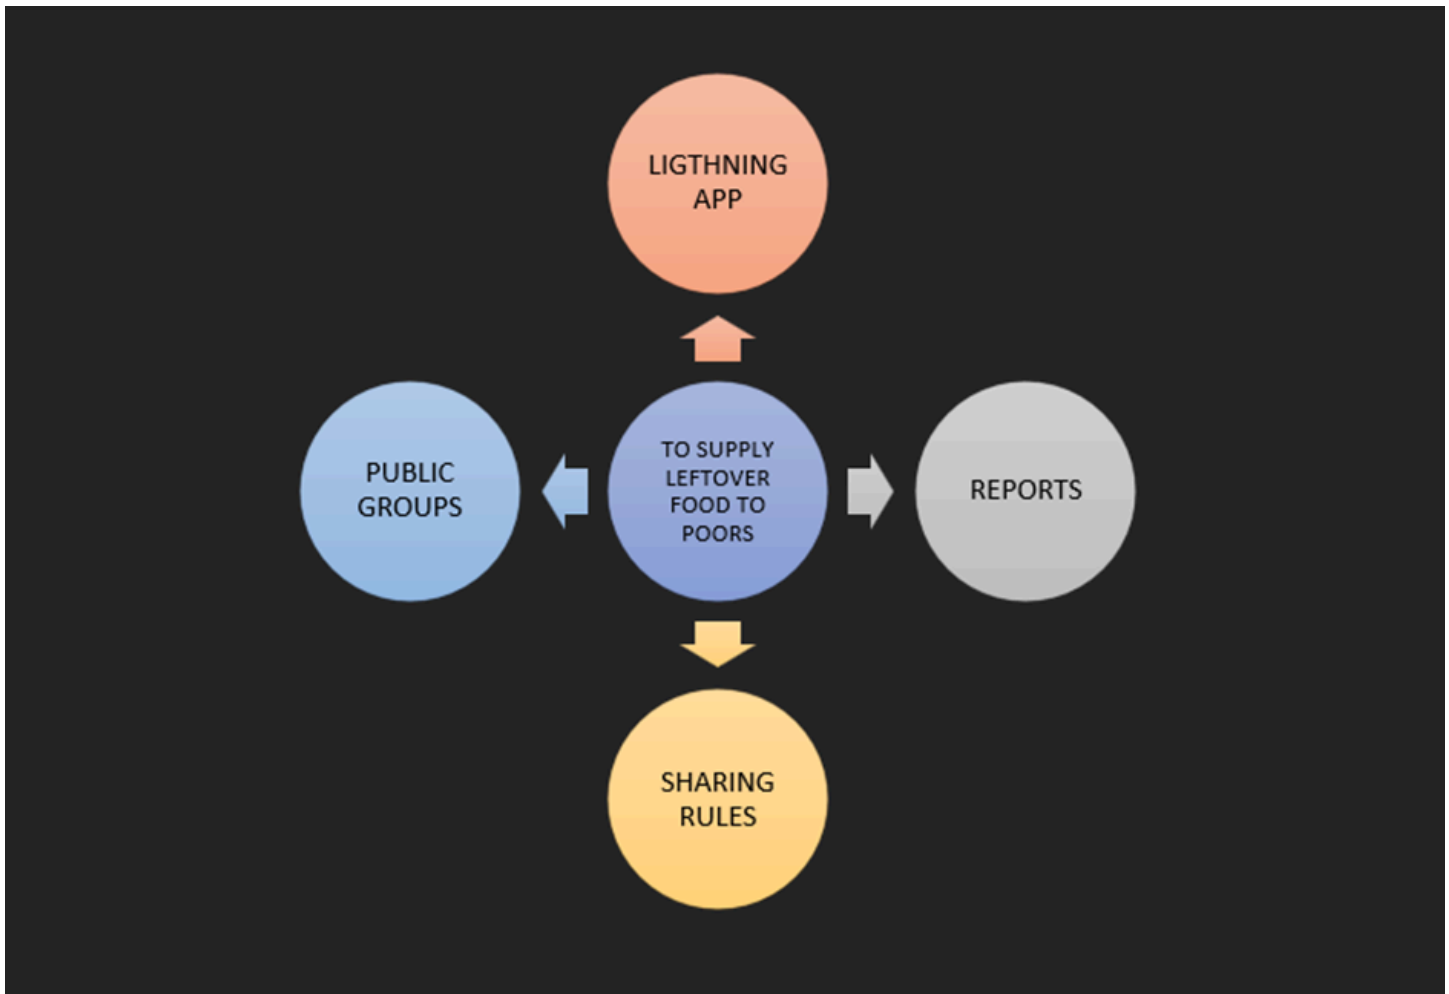 LIGTHNING
APP
PUBLIC
GROUPS
TO SUPPLY
LEFTOVER
FOOD TO
POORS
REPORTS
SHARING
RULES